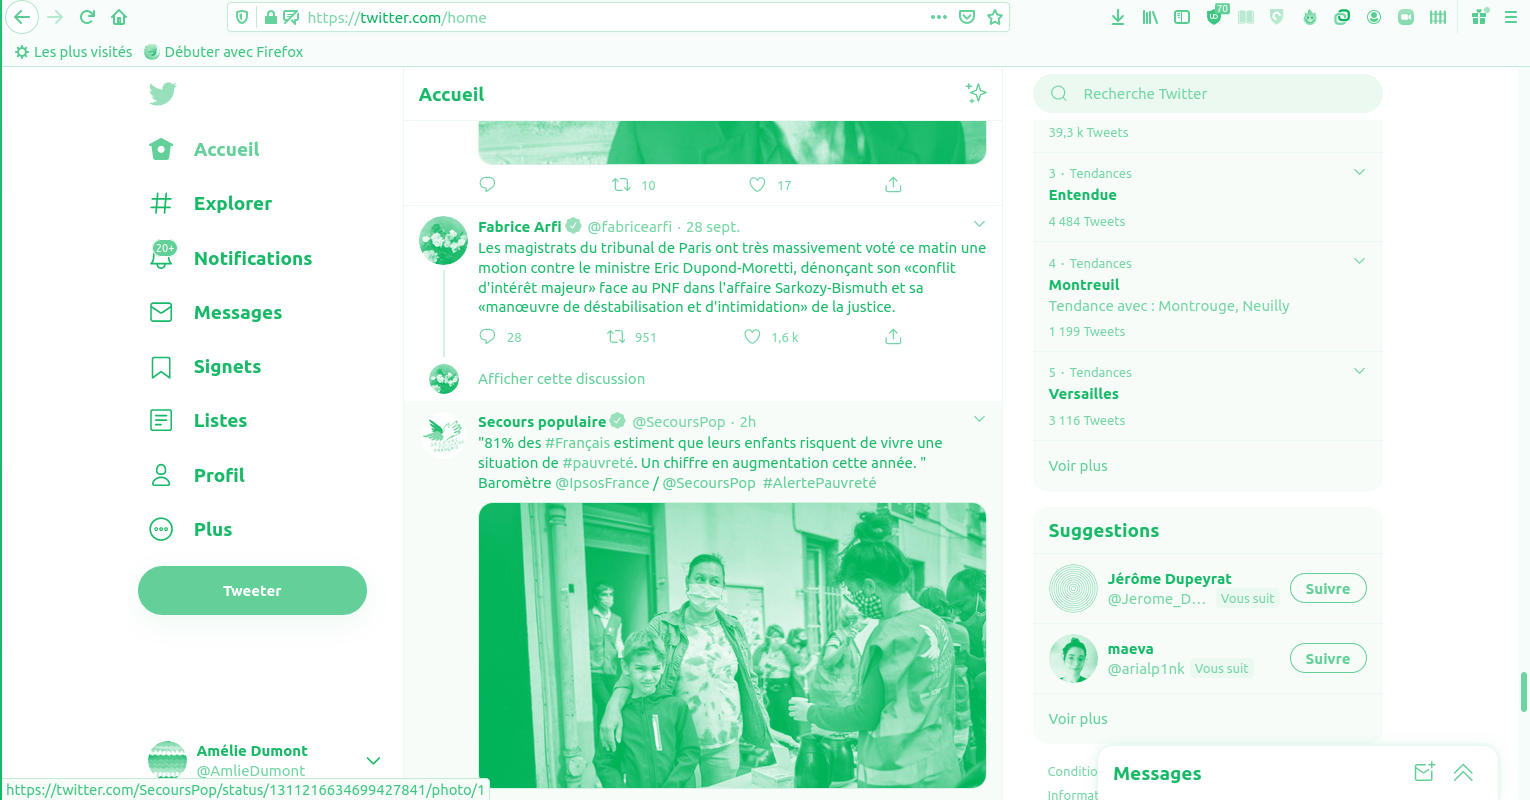 https://twitter.com/home
70
Les plus visités
Débuter avec Firefox
Accueil
Explorer
20+
Notifications
Messages
Signets
Listes
Profil
Plus
Tweeter
Amélie Dumont
@AmlieDumont
https://twitter.com/SecoursPop/status/1311216634699427841/photo/1
Accueil
10
17
Fabrice Arfi @fabricearfi · 28 sept.
Les magistrats du tribunal de Paris ont très massivement voté ce matin une
motion contre le ministre Eric Dupond-Moretti, dénonçant son «conflit
d'intérêt majeur» face au PNF dans l'affaire Sarkozy-Bismuth et sa
«manœuvre de déstabilisation et d'intimidation» de la justice.
28
951
1,6 k
Afficher cette discussion
Secours populaire @SecoursPop · 2h
"81% des #Français estiment que leurs enfants risquent de vivre une
situation de #pauvreté. Un chiffre en augmentation cette année. "
Baromètre @IpsosFrance / @SecoursPop #AlertePauvreté
Recherche Twitter
39,3 k Tweets
3 · Tendances
Entendue
4 484 Tweets
4 · Tendances
Montreuil
Tendance avec : Montrouge, Neuilly
1 199 Tweets
5 · Tendances
Versailles
3 116 Tweets
Voir plus
Suggestions
Jérôme Dupeyrat
@Jerome_D… Vous suit
Suivre
maeva
@arialp1nk Vous suit
Suivre
Voir plus
Conditio
Informat
Messages